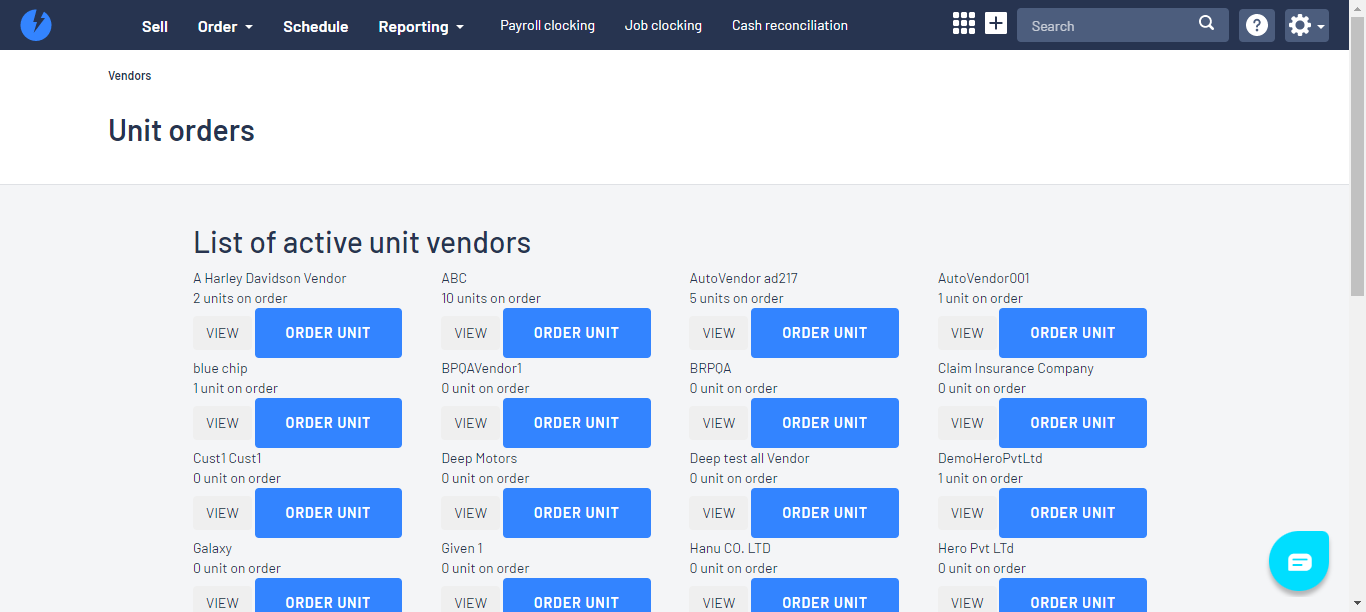 Sell Order Schedule Reporting Payroll clocking Job clocking Cash reconciliation Search
Vendors
Unit orders
List of active unit vendors
A Harley Davidson Vendor ABC AutoVendor ad217 AutoVendor001
2 units on order 10 units on order 5 units on order 1 unit on order
VIEW ORDER UNIT VIEW ORDER UNIT VIEW ORDER UNIT VIEW ORDER UNIT
blue chip BPQAVendor1 BRPQA Claim Insurance Company
1 unit on order 0 unit on order 0 unit on order 0 unit on order
VIEW ORDER UNIT VIEW ORDER UNIT VIEW ORDER UNIT VIEW ORDER UNIT
Cust1 Cust1 Deep Motors Deep test all Vendor DemoHeroPvtLtd
0 unit on order 0 unit on order 0 unit on order 1 unit on order
VIEW ORDER UNIT VIEW ORDER UNIT VIEW ORDER UNIT VIEW ORDER UNIT
Galaxy Given 1 Hanu CO. LTD Hero Pvt LTd
0 unit on order 0 unit on order 0 unit on order 0 unit on order
VIEW ORDER UNIT VIEW ORDER UNIT VIEW ORDER UNIT VIEW ORDER UNIT